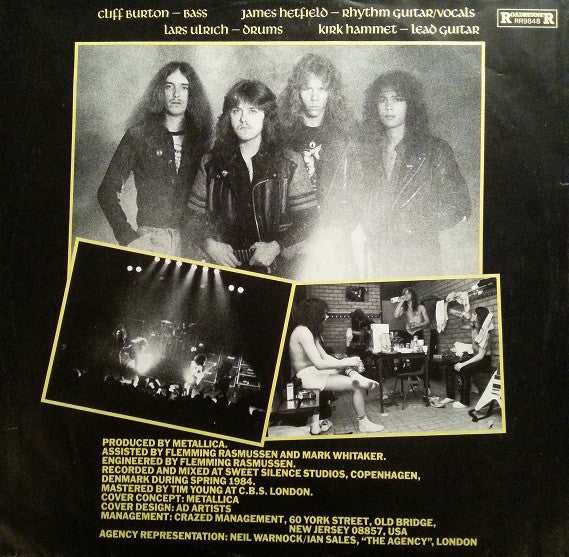 CLIFF BURTON – BASS JAMES HETFIELD – RHYTHM GUITAR/VOCALS
LARS ULRICH – DRUMS KIRK HAMMET – LEAD GUITAR
ROADRUNNER R
RR9848
PRODUCED BY METALLICA.
ASSISTED BY FLEMMING RASMUSSEN AND MARK WHITAKER.
ENGINEERED BY FLEMMING RASMUSSEN.
RECORDED AND MIXED AT SWEET SILENCE STUDIOS, COPENHAGEN,
DENMARK DURING SPRING 1984.
MASTERED BY TIM YOUNG AT C.B.S. LONDON.
COVER CONCEPT: METALLICA
COVER DESIGN: AD ARTISTS
MANAGEMENT: CRAZED MANAGEMENT, 60 YORK STREET, OLD BRIDGE,
NEW JERSEY 08857, USA
AGENCY REPRESENTATION: NEIL WARNOCK/IAN SALES, "THE AGENCY", LONDON